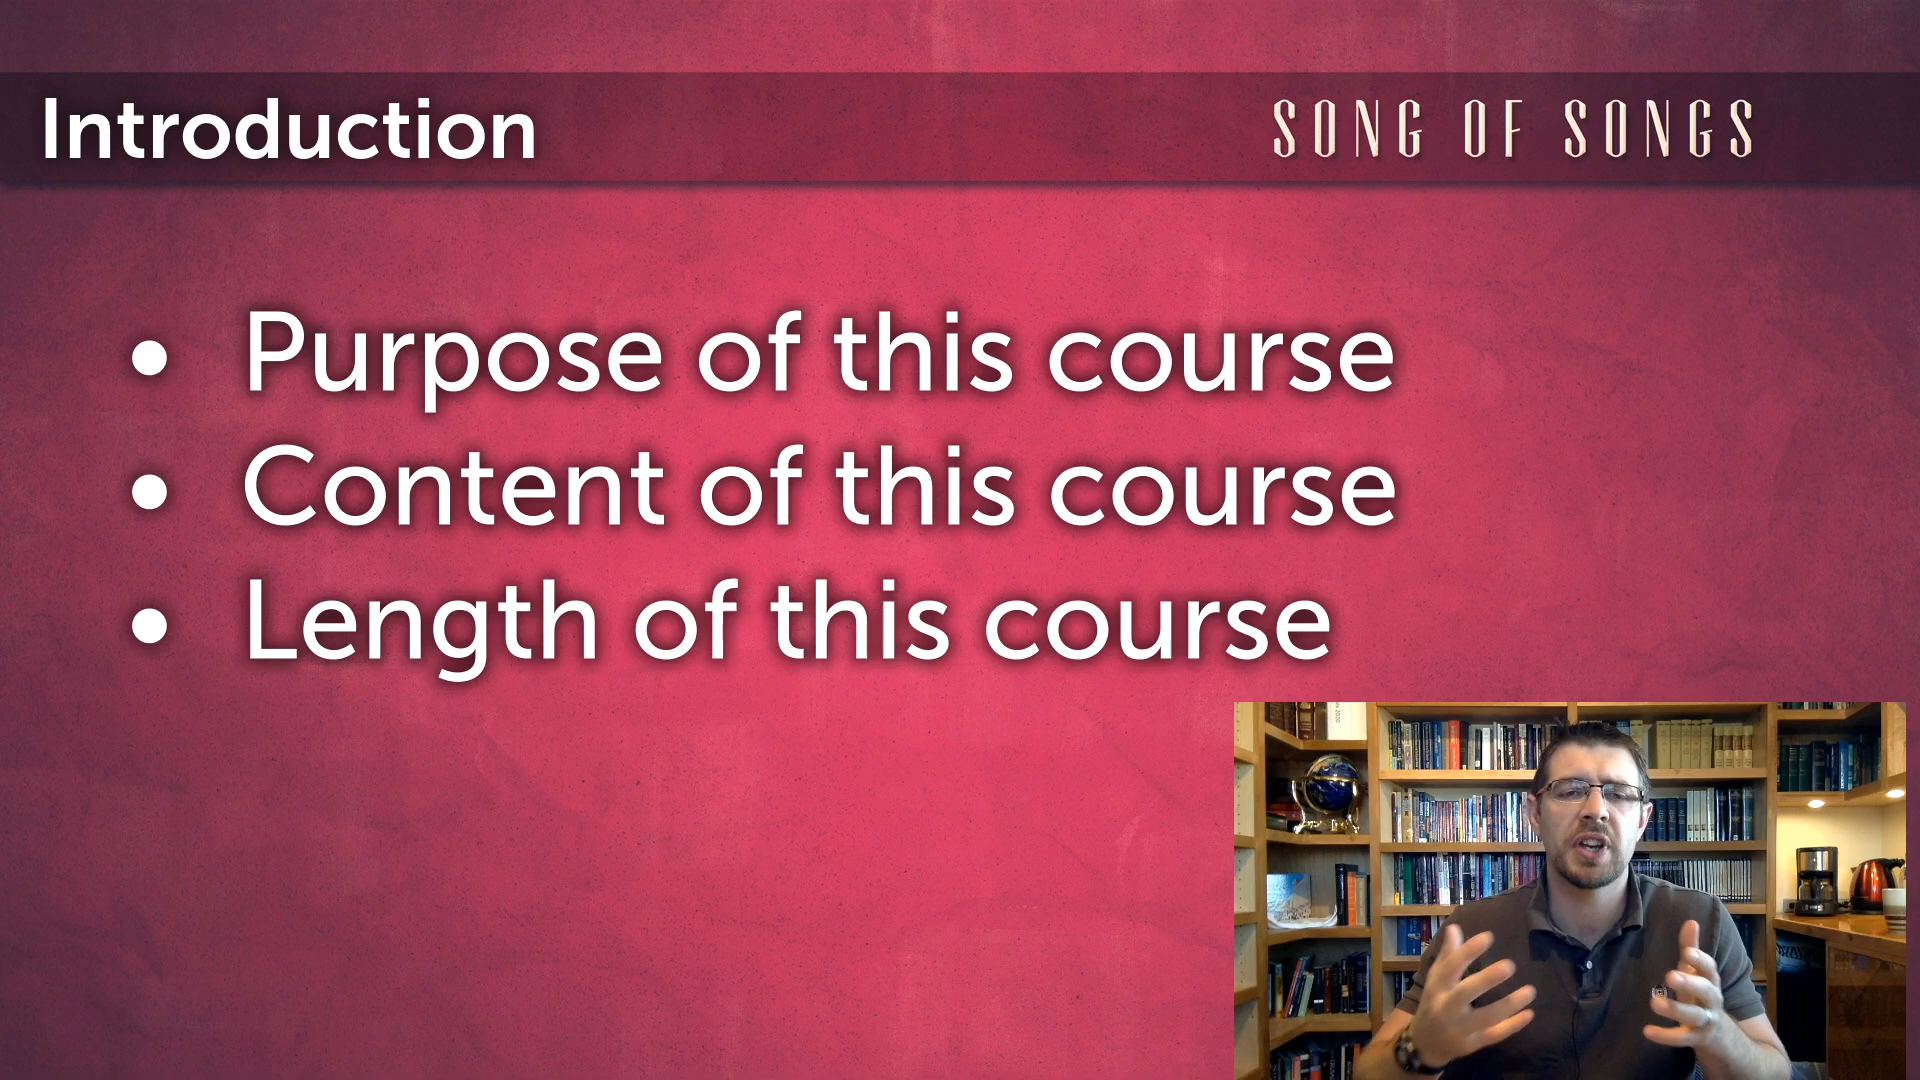 Introduction
SONG OF SONGS
• Purpose of this course
• Content of this course
• Length of this course